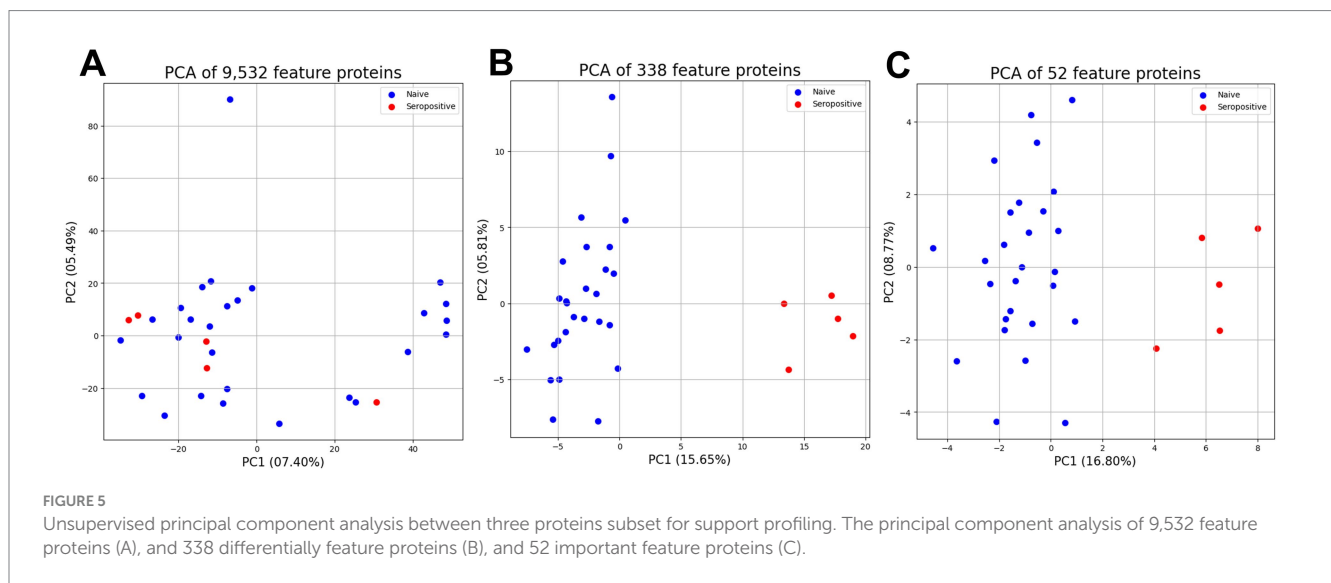 A
PCA of 9,532 feature proteins
Naive
Seropositive
80
60
40
20
0
−20
PC2 (05.49%)
−20
0
20
40
PC1 (07.40%)
B
PCA of 338 feature proteins
Naive
Seropositive
10
5
0
−5
PC2 (05.81%)
−5
0
5
10
15
20
PC1 (15.65%)
C
PCA of 52 feature proteins
Naive
Seropositive
4
2
0
−2
−4
PC2 (08.77%)
−4
−2
0
2
4
6
8
PC1 (16.80%)
FIGURE 5
Unsupervised principal component analysis between three proteins subset for support profiling. The principal component analysis of 9,532 feature
proteins (A), and 338 differentially feature proteins (B), and 52 important feature proteins (C).